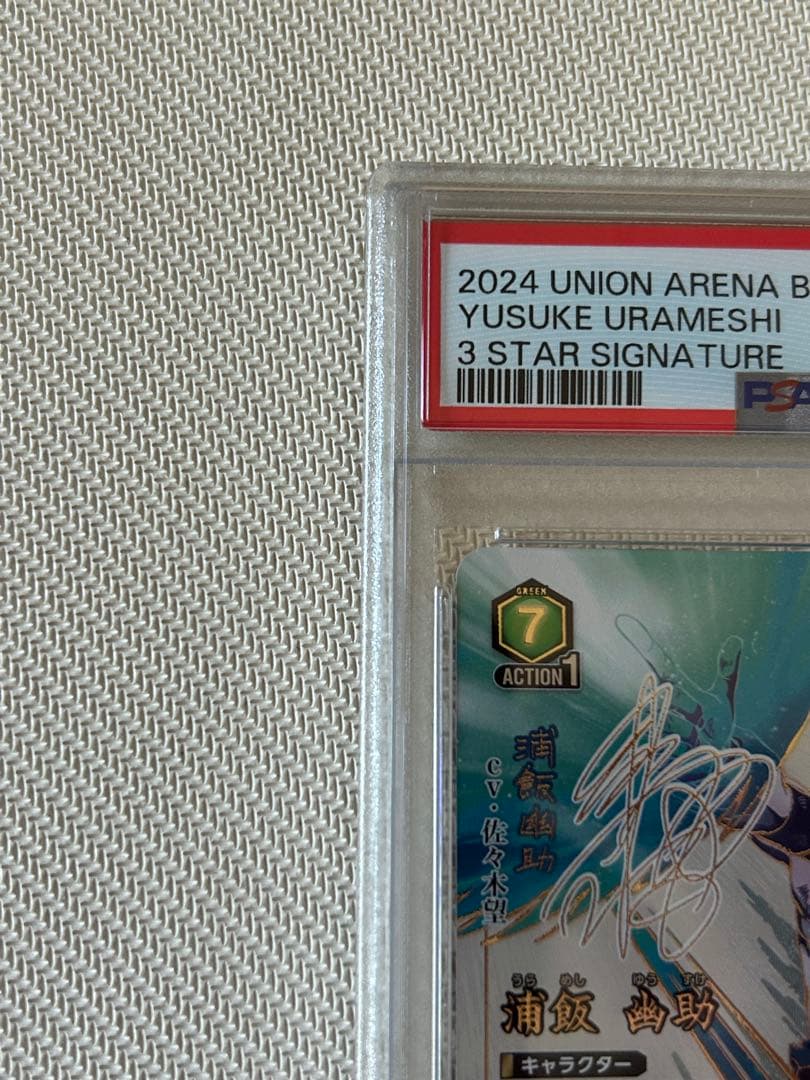 2024 UNION ARENA B
YUSUKE URAMESHI
3 STAR SIGNATURE
PSA
GREEN
7
ACTION 1
浦飯幽助
cv・佐々木望
うら めし ゆう すけ
浦飯 幽助
キャラクター